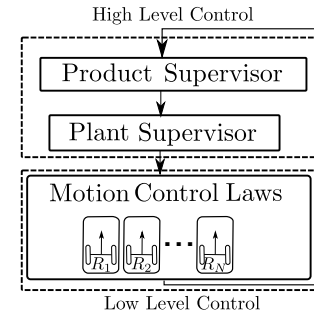 High Level Control
Product Supervisor
Plant Supervisor
Motion Control Laws
R1 R2 ... RN
Low Level Control